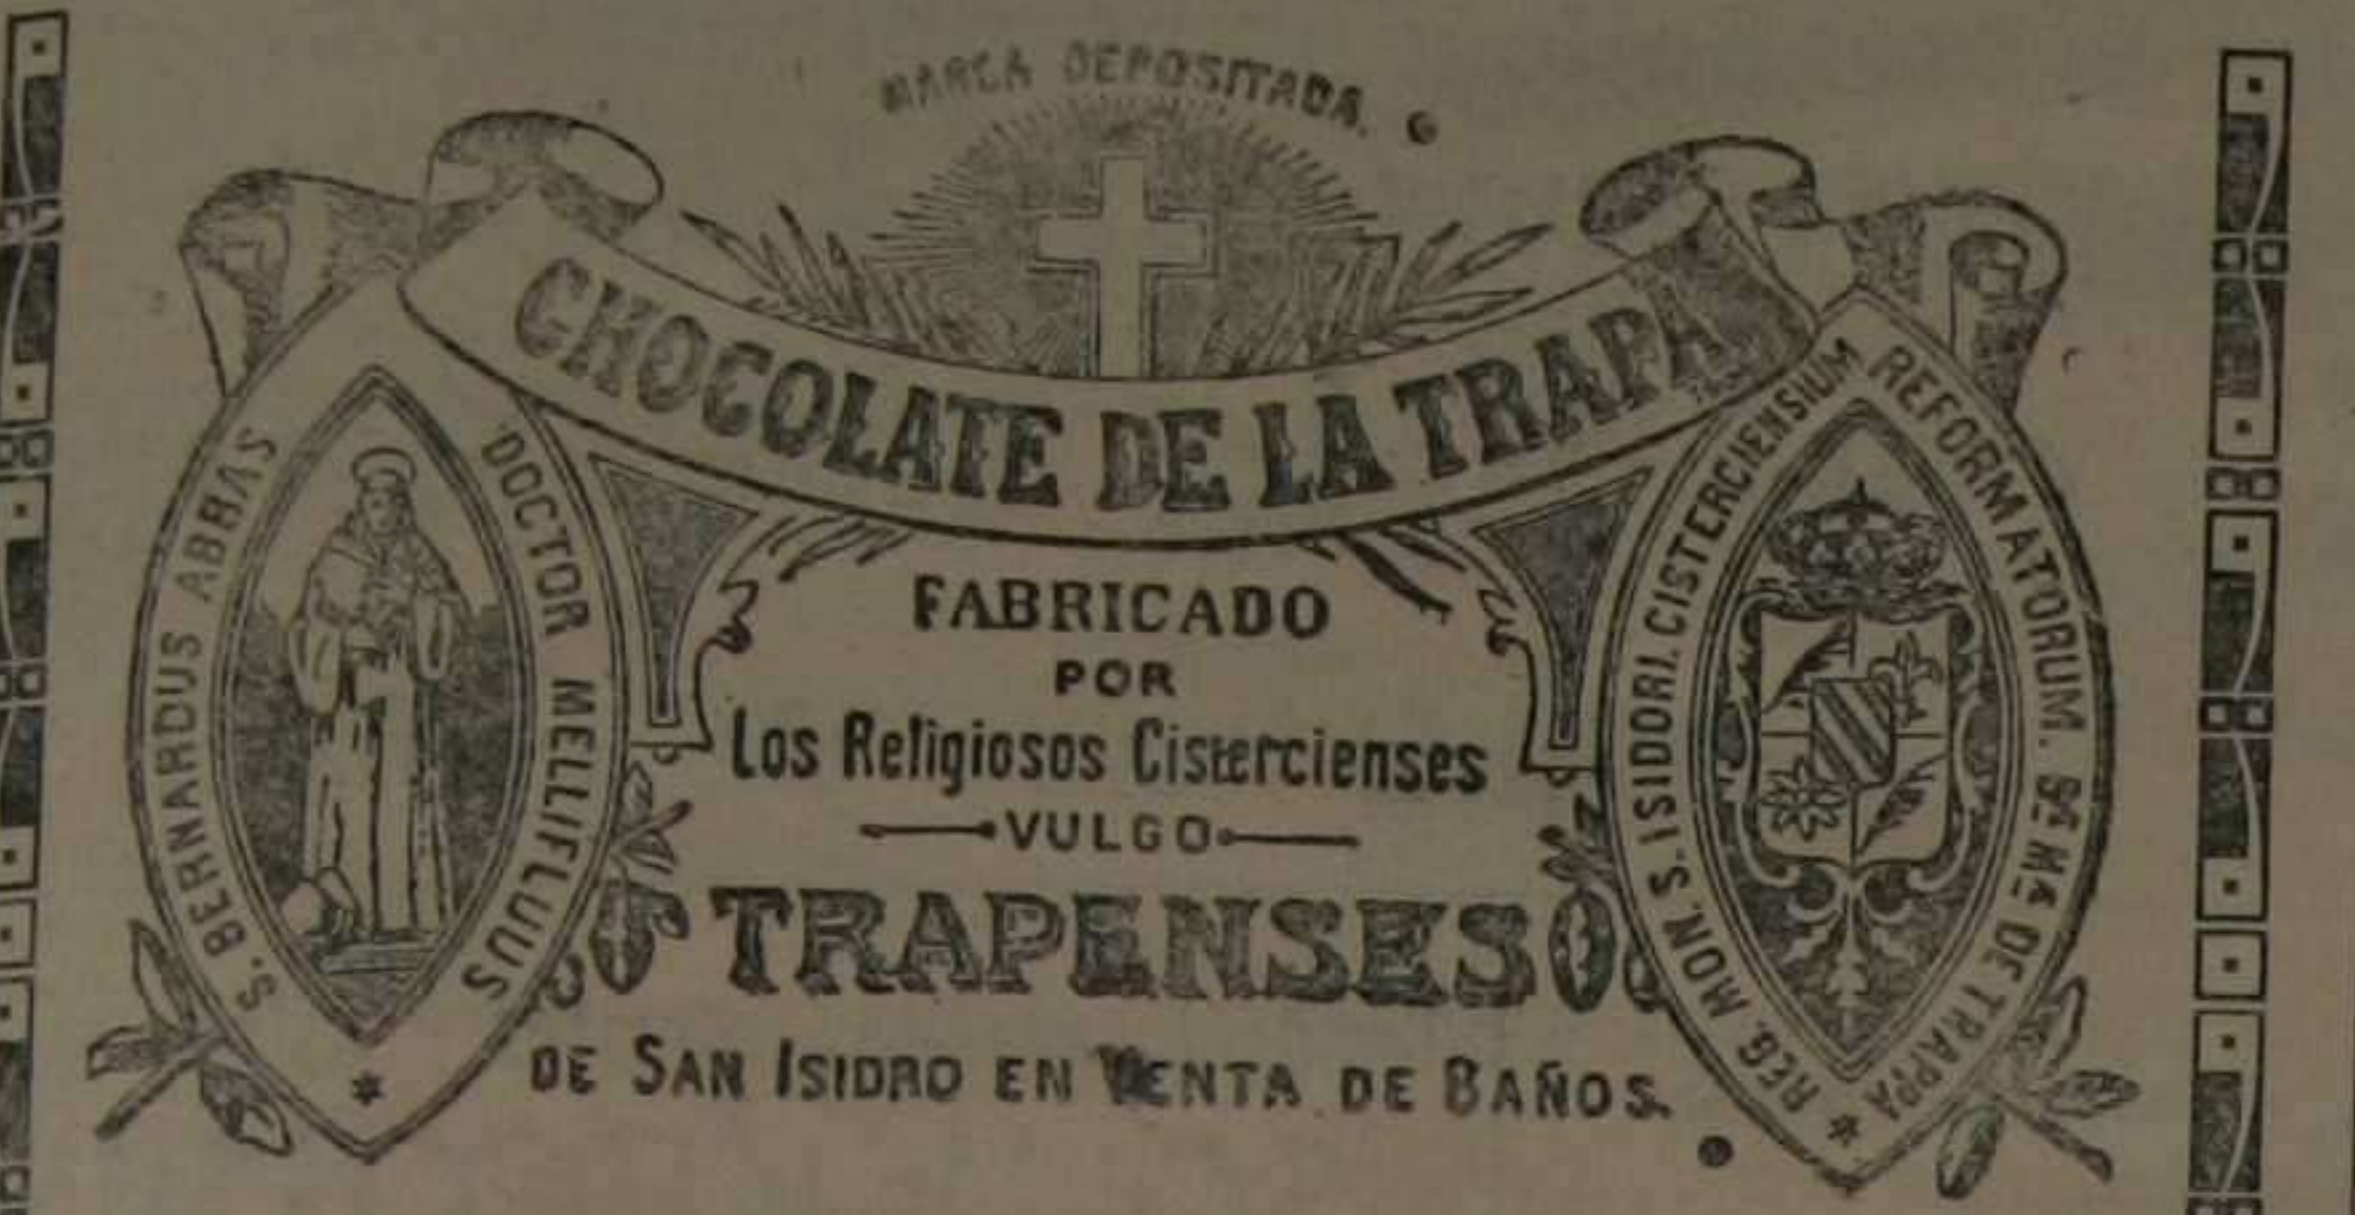 MARCA DEPOSITADA.
CHOCOLATE DE LA TRAPA
S. BERNARDUS ABBAS DOCTOR MELLIFLUUS
FABRICADO
POR
Los Religiosos Cistercienses
VULGO
TRAPENSES
DE SAN ISIDRO EN VENTA DE BAÑOS.
REG. MON. S. ISIDORI. CISTERCIENSIUM REFORMATORUM. Sª Mª DE TRAPPA